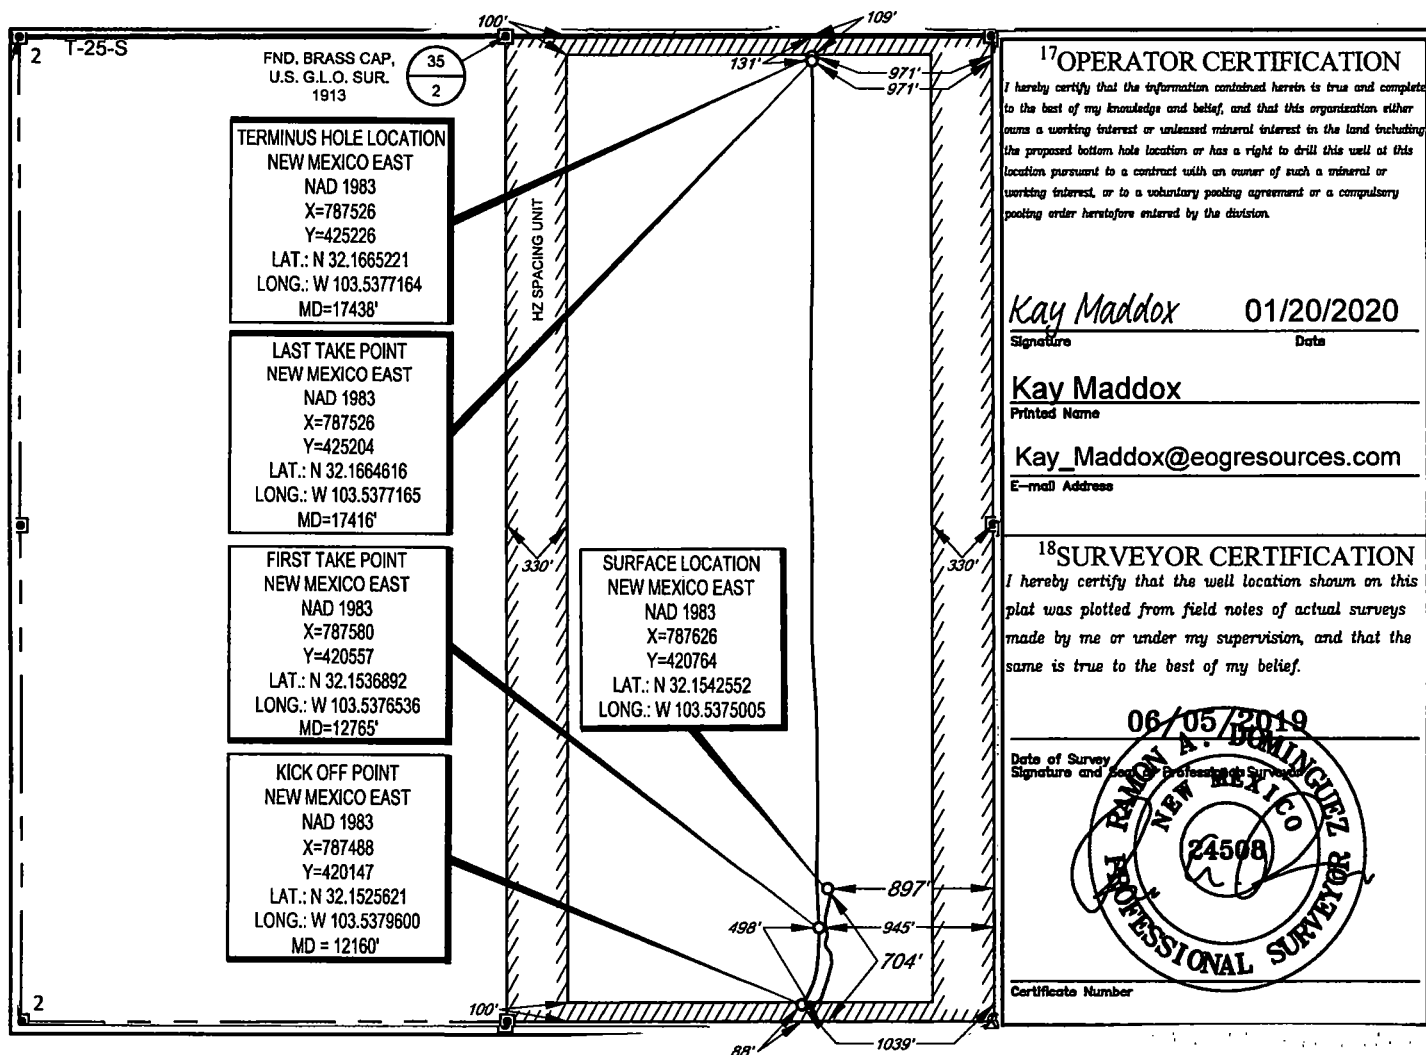 100'
109'
2
T-25-S
FND. BRASS CAP,
U.S. G.L.O. SUR.
1913
35
2
131'
971'
971'
TERMINUS HOLE LOCATION
NEW MEXICO EAST
NAD 1983
X=787526
Y=425226
LAT.: N 32.1665221
LONG.: W 103.5377164
MD=17438'
HZ SPACING UNIT
LAST TAKE POINT
NEW MEXICO EAST
NAD 1983
X=787526
Y=425204
LAT.: N 32.1664616
LONG.: W 103.5377165
MD=17416'
FIRST TAKE POINT
NEW MEXICO EAST
NAD 1983
X=787580
Y=420557
LAT.: N 32.1536892
LONG.: W 103.5376536
MD=12765'
330'
330'
SURFACE LOCATION
NEW MEXICO EAST
NAD 1983
X=787626
Y=420764
LAT.: N 32.1542552
LONG.: W 103.5375005
KICK OFF POINT
NEW MEXICO EAST
NAD 1983
X=787488
Y=420147
LAT.: N 32.1525621
LONG.: W 103.5379600
MD = 12160'
897'
498'
945'
704'
2
100'
88'
1039'
17 OPERATOR CERTIFICATION
I hereby certify that the information contained herein is true and complete
to the best of my knowledge and belief, and that this organization either
owns a working interest or unleased mineral interest in the land including
the proposed bottom hole location or has a right to drill this well at this
location pursuant to a contract with an owner of such a mineral or
working interest, or to a voluntary pooling agreement or a compulsory
pooling order heretofore entered by the division.
Kay Maddox 01/20/2020
Signature Date
Kay Maddox
Printed Name
Kay_Maddox@eogresources.com
E-mail Address
18 SURVEYOR CERTIFICATION
I hereby certify that the well location shown on this
plat was plotted from field notes of actual surveys
made by me or under my supervision, and that the
same is true to the best of my belief.
06/05/2019
Date of Survey
Signature and Seal of Professional Surveyor
RAMON A. DOMINGUEZ
NEW MEXICO
24508
PROFESSIONAL SURVEYOR
Certificate Number